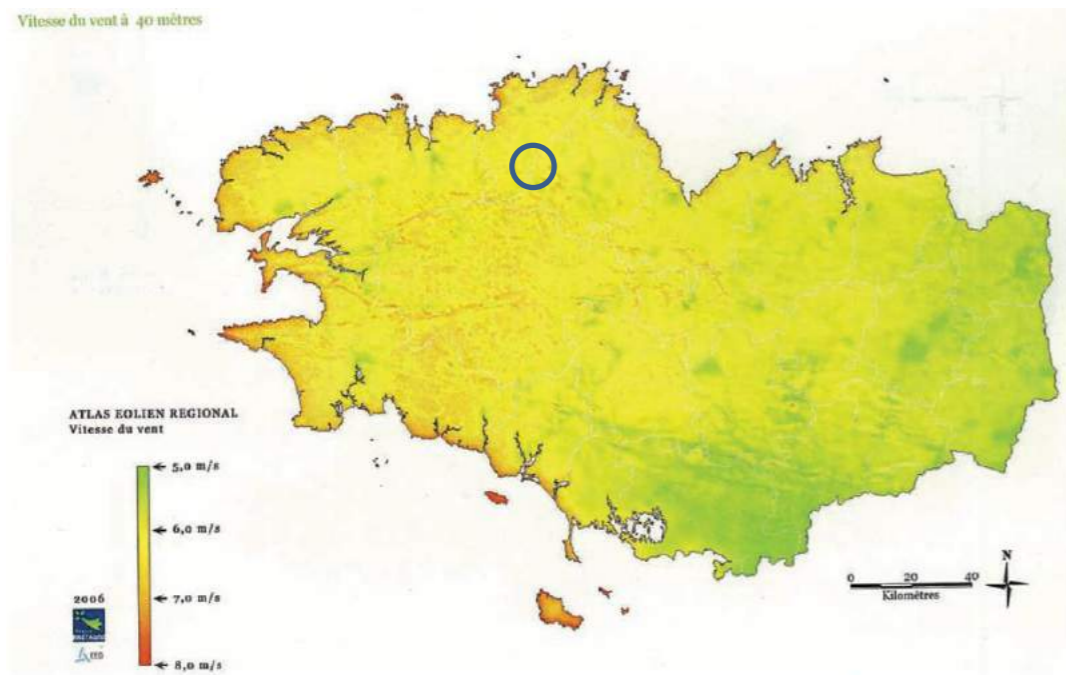 Vitesse du vent à 40 mètres
ATLAS EOLIEN REGIONAL
Vitesse du vent
5,0 m/s
6,0 m/s
7,0 m/s
8,0 m/s
2006
BRETAGNE
N
0 20 40
Kilomètres